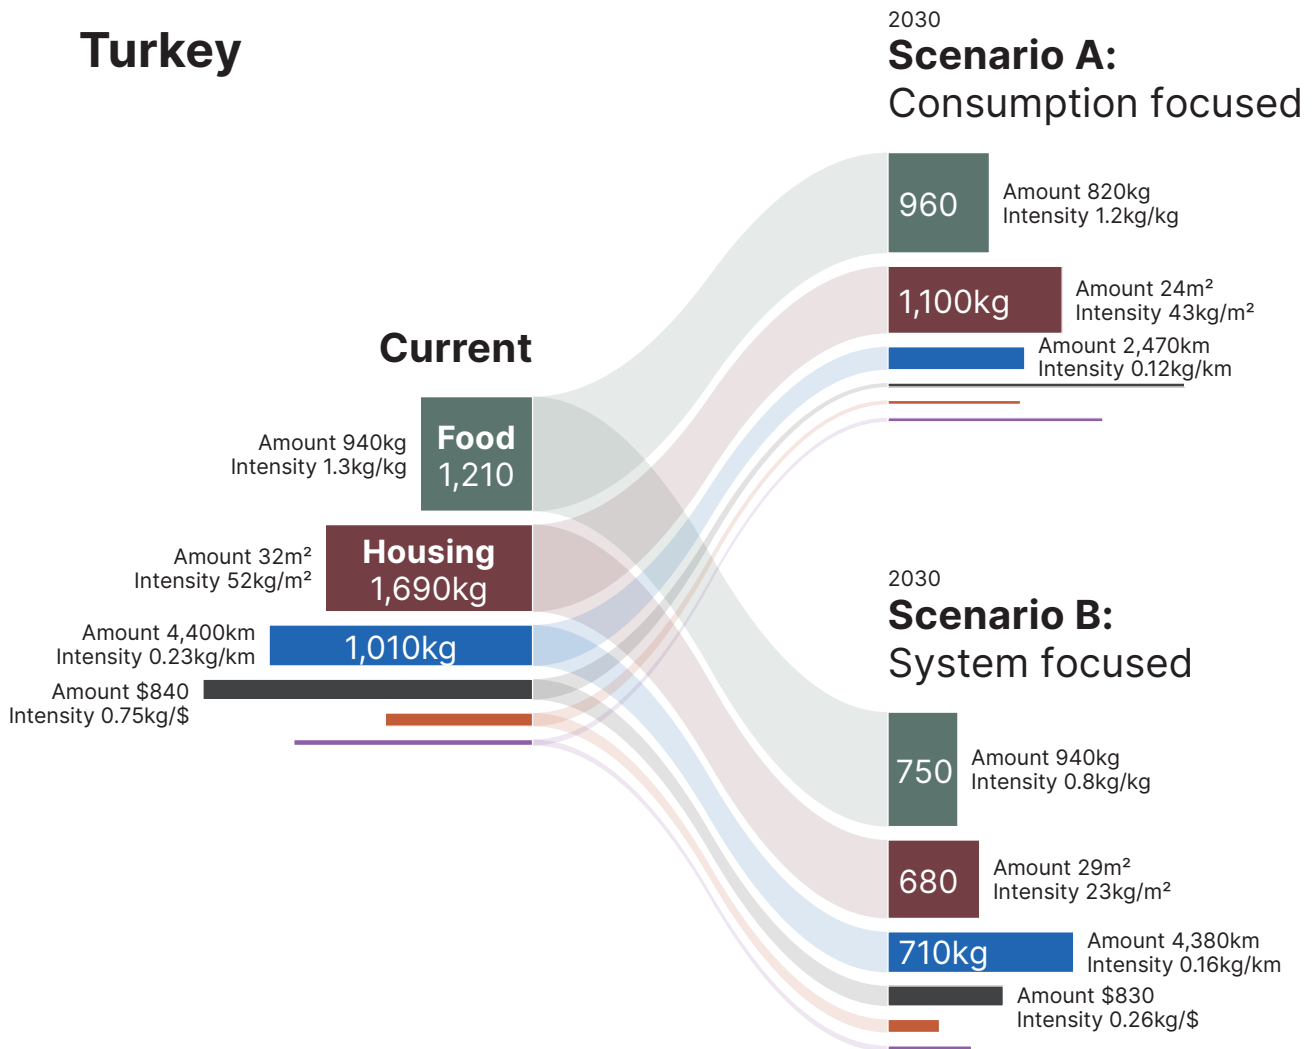 Turkey
2030
Scenario A:
Consumption focused
960
Amount 820kg
Intensity 1.2kg/kg
1,100kg
Amount 24m²
Intensity 43kg/m²
Amount 2,470km
Intensity 0.12kg/km
Current
Amount 940kg
Intensity 1.3kg/kg
Food
1,210
Amount 32m²
Intensity 52kg/m²
Housing
1,690kg
Amount 4,400km
Intensity 0.23kg/km
1,010kg
Amount $840
Intensity 0.75kg/$
2030
Scenario B:
System focused
750
Amount 940kg
Intensity 0.8kg/kg
680
Amount 29m²
Intensity 23kg/m²
710kg
Amount 4,380km
Intensity 0.16kg/km
Amount $830
Intensity 0.26kg/$